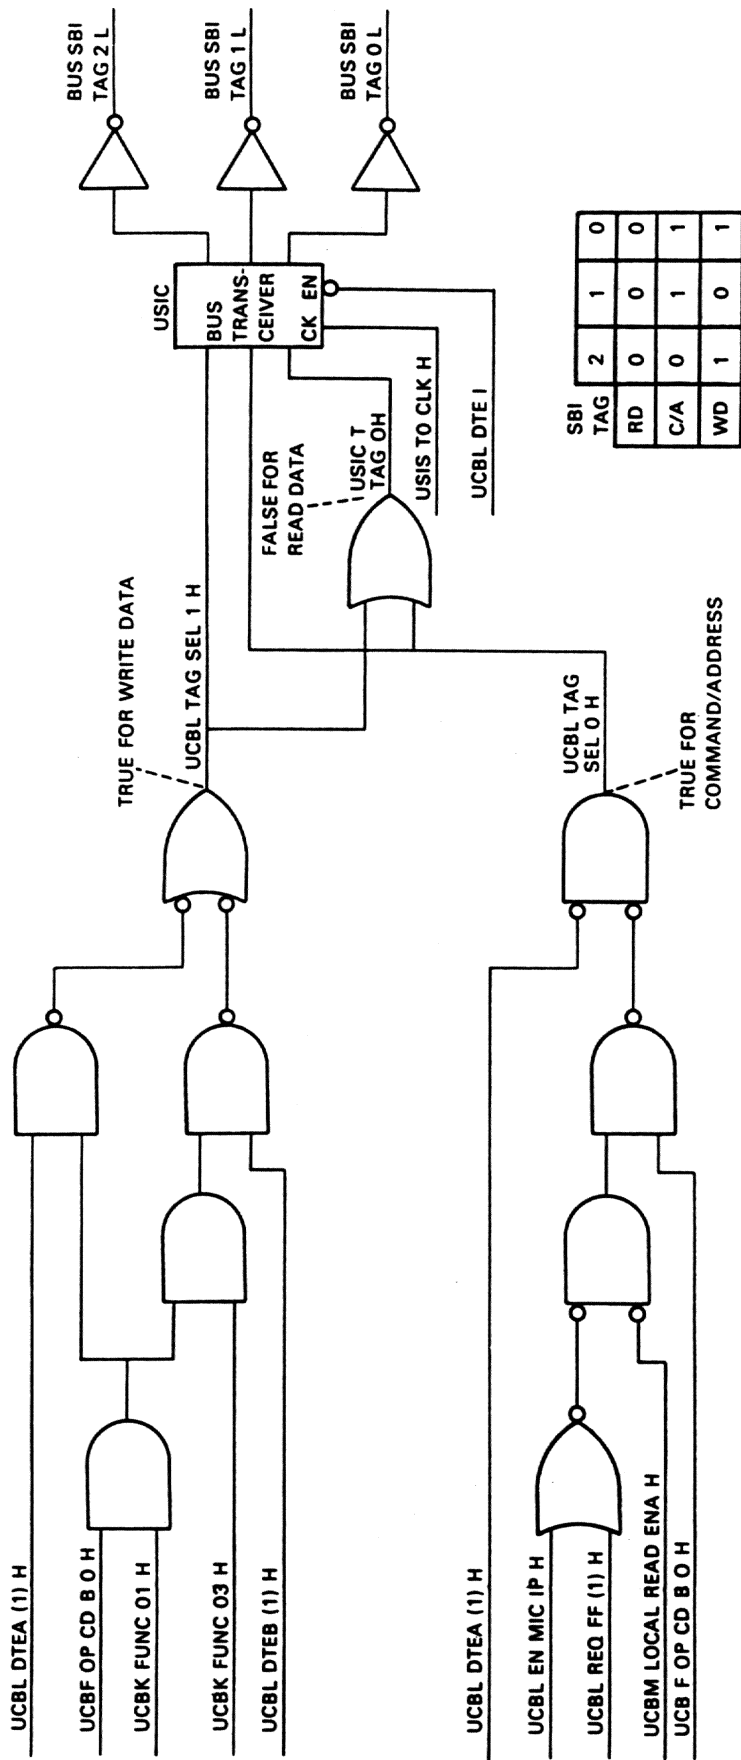 UCBL DTEA (1) H
UCBF OP CD B 0 H
UCBK FUNC 01 H
UCBK FUNC 03 H
UCBL DTEB (1) H
TRUE FOR WRITE DATA
UCBL TAG SEL 1 H
FALSE FOR
READ DATA
USIC T
TAG OH
USIS TO CLK H
UCBL DTE I
USIC
BUS
TRANS-
CEIVER
CK EN
BUS SBI
TAG 2 L
BUS SBI
TAG 1 L
BUS SBI
TAG 0 L
UCBL DTEA (1) H
UCBL EN MIC IP H
UCBL REQ FF (1) H
UCBM LOCAL READ ENA H
UCB F OP CD B 0 H
UCBL TAG
SEL 0 H
TRUE FOR
COMMAND/ADDRESS
SBI
TAG 2 1 0
RD 0 0 0
C/A 0 1 1
WD 1 0 1